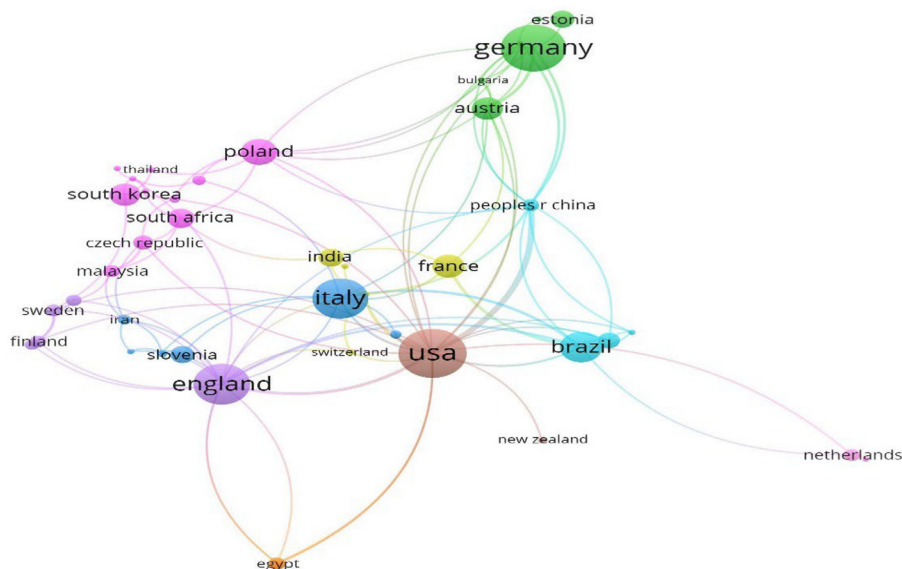 estonia
germany
bulgaria
austria
poland
thailand
south korea
peoples r china
south africa
czech republic
india
france
malaysia
italy
sweden
iran
finland
slovenia
switzerland
usa
brazil
england
new zealand
netherlands
egypt